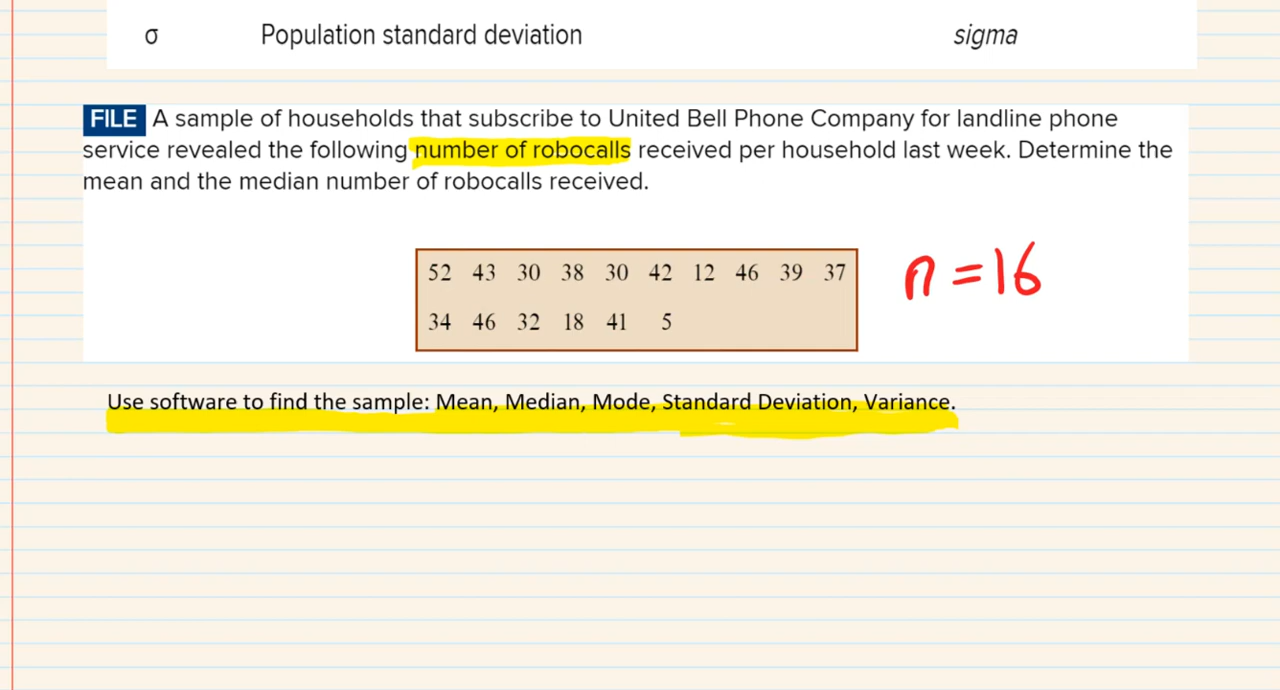 σ Population standard deviation sigma
FILE A sample of households that subscribe to United Bell Phone Company for landline phone
service revealed the following number of robocalls received per household last week. Determine the
mean and the median number of robocalls received.
52 43 30 38 30 42 12 46 39 37
n = 16
34 46 32 18 41 5
Use software to find the sample: Mean, Median, Mode, Standard Deviation, Variance.